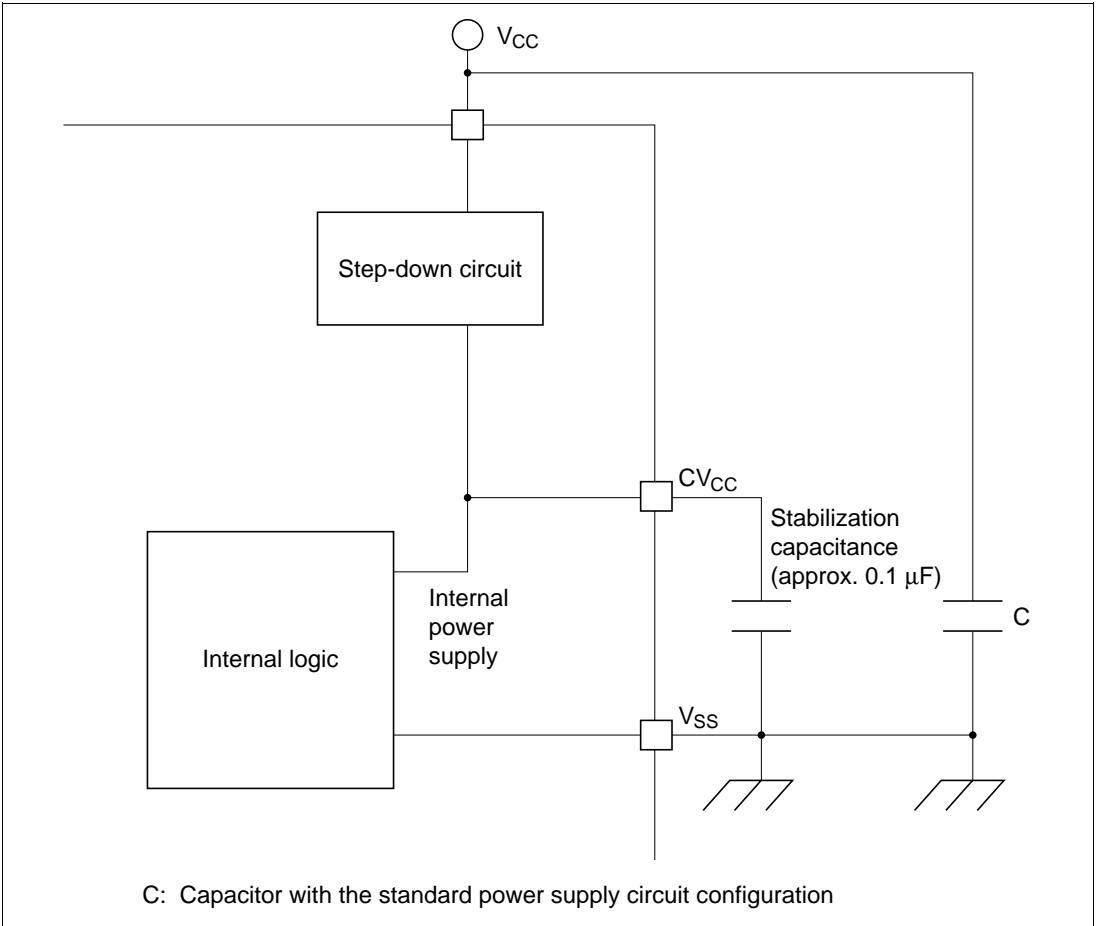 VCC
Step-down circuit
CVCC
Stabilization
capacitance
(approx. 0.1 μF)
C
Internal
power
supply
Internal logic
VSS
C: Capacitor with the standard power supply circuit configuration